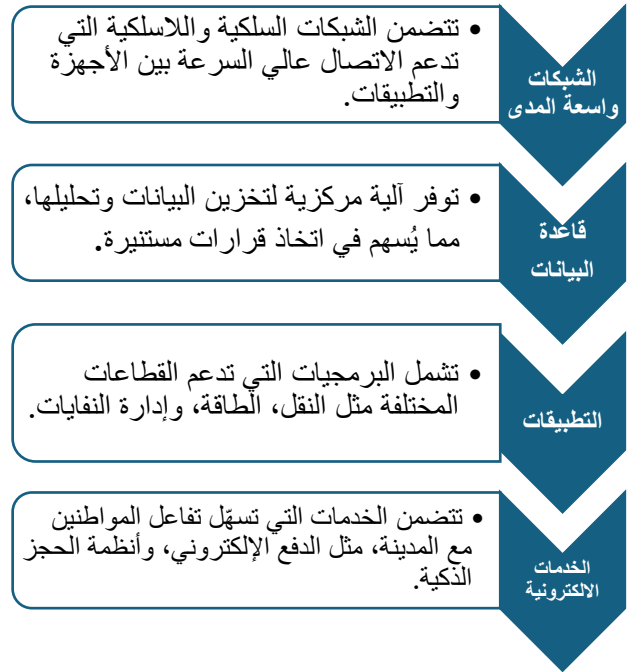 الشبكات
واسعة المدى
• تتضمن الشبكات السلكية واللاسلكية التي
تدعم الاتصال عالي السرعة بين الأجهزة
والتطبيقات.
قاعدة
البيانات
• توفر آلية مركزية لتخزين البيانات وتحليلها،
مما يُسهم في اتخاذ قرارات مستنيرة.
التطبيقات
• تشمل البرمجيات التي تدعم القطاعات
المختلفة مثل النقل، الطاقة، وإدارة النفايات.
الخدمات
الالكترونية
• تتضمن الخدمات التي تسهّل تفاعل المواطنين
مع المدينة، مثل الدفع الإلكتروني، وأنظمة الحجز
الذكية.